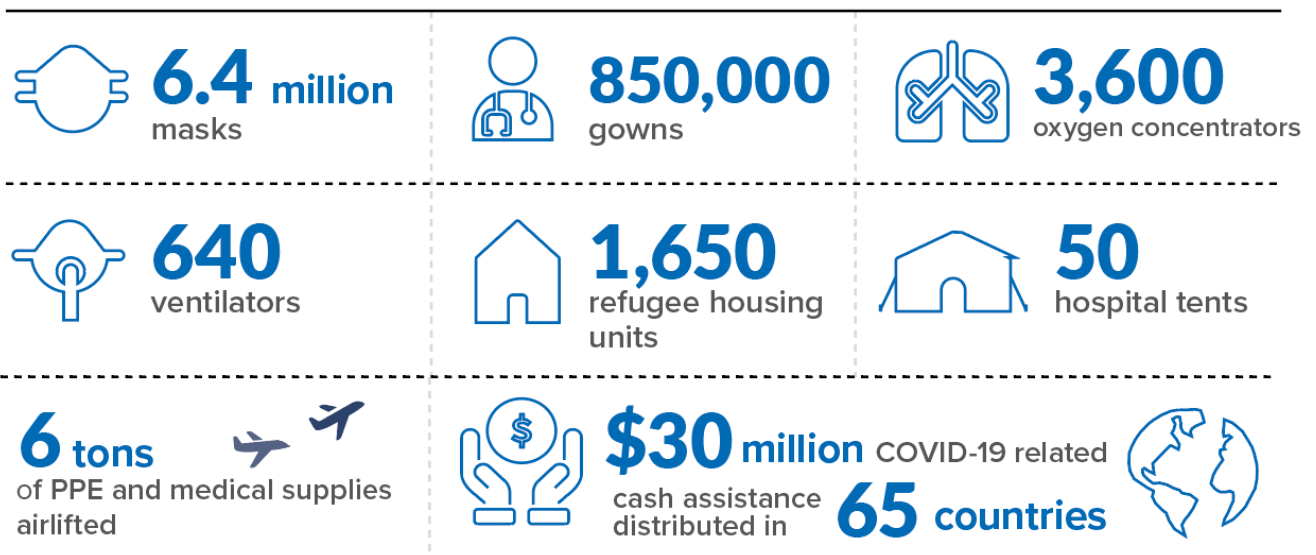 6.4 million
masks
850,000
gowns
3,600
oxygen concentrators
640
ventilators
1,650
refugee housing
units
50
hospital tents
6 tons
of PPE and medical supplies
airlifted
$
$30 million COVID-19 related
cash assistance
distributed in 65 countries